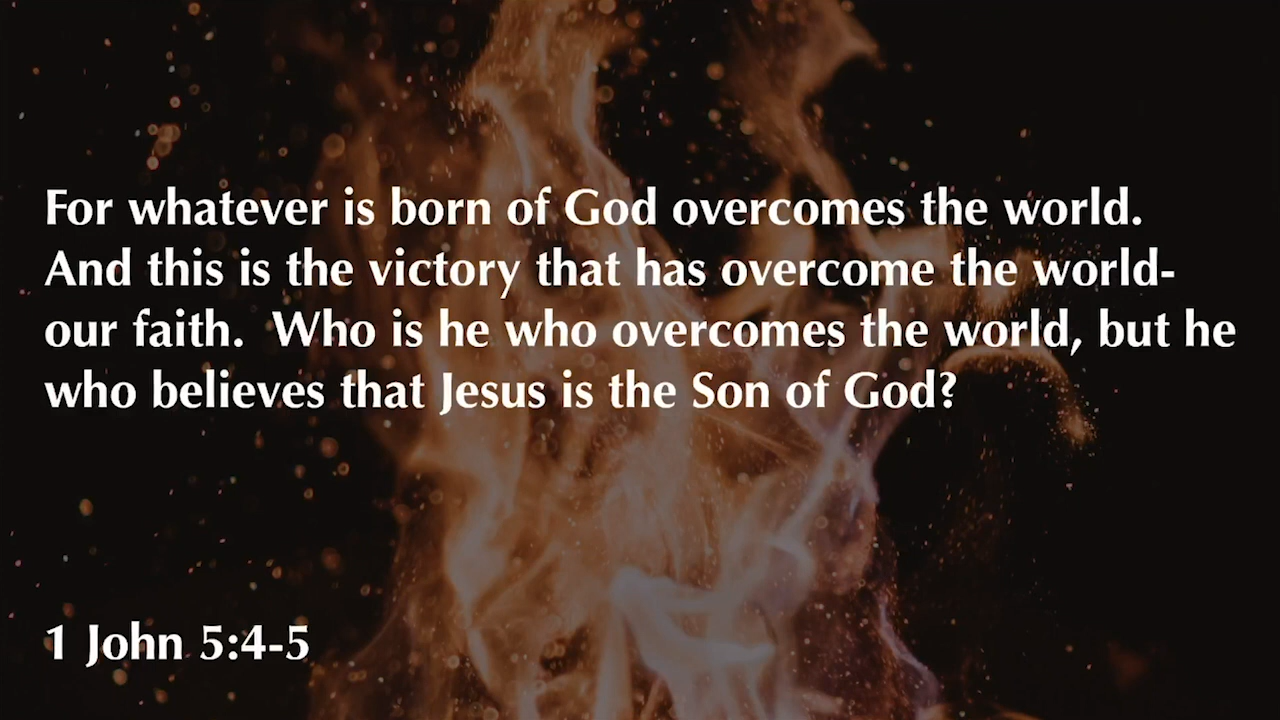 For whatever is born of God overcomes the world.
And this is the victory that has overcome the world-
our faith.  Who is he who overcomes the world, but he
who believes that Jesus is the Son of God?
1 John 5:4-5